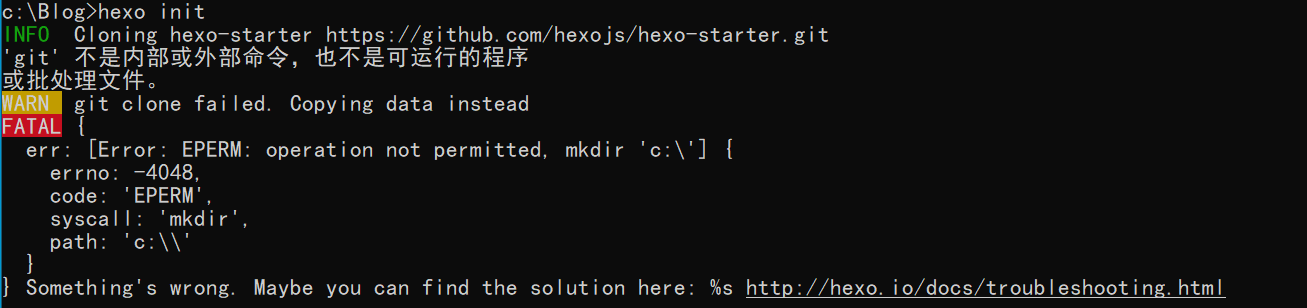 c:\Blog>hexo init
INFO  Cloning hexo-starter https://github.com/hexojs/hexo-starter.git
'git' 不是内部或外部命令，也不是可运行的程序
或批处理文件。
WARN  git clone failed. Copying data instead
FATAL {
  err: [Error: EPERM: operation not permitted, mkdir 'c:\'] {
    errno: -4048,
    code: 'EPERM',
    syscall: 'mkdir',
    path: 'c:\\'
  }
} Something's wrong. Maybe you can find the solution here: %s http://hexo.io/docs/troubleshooting.html